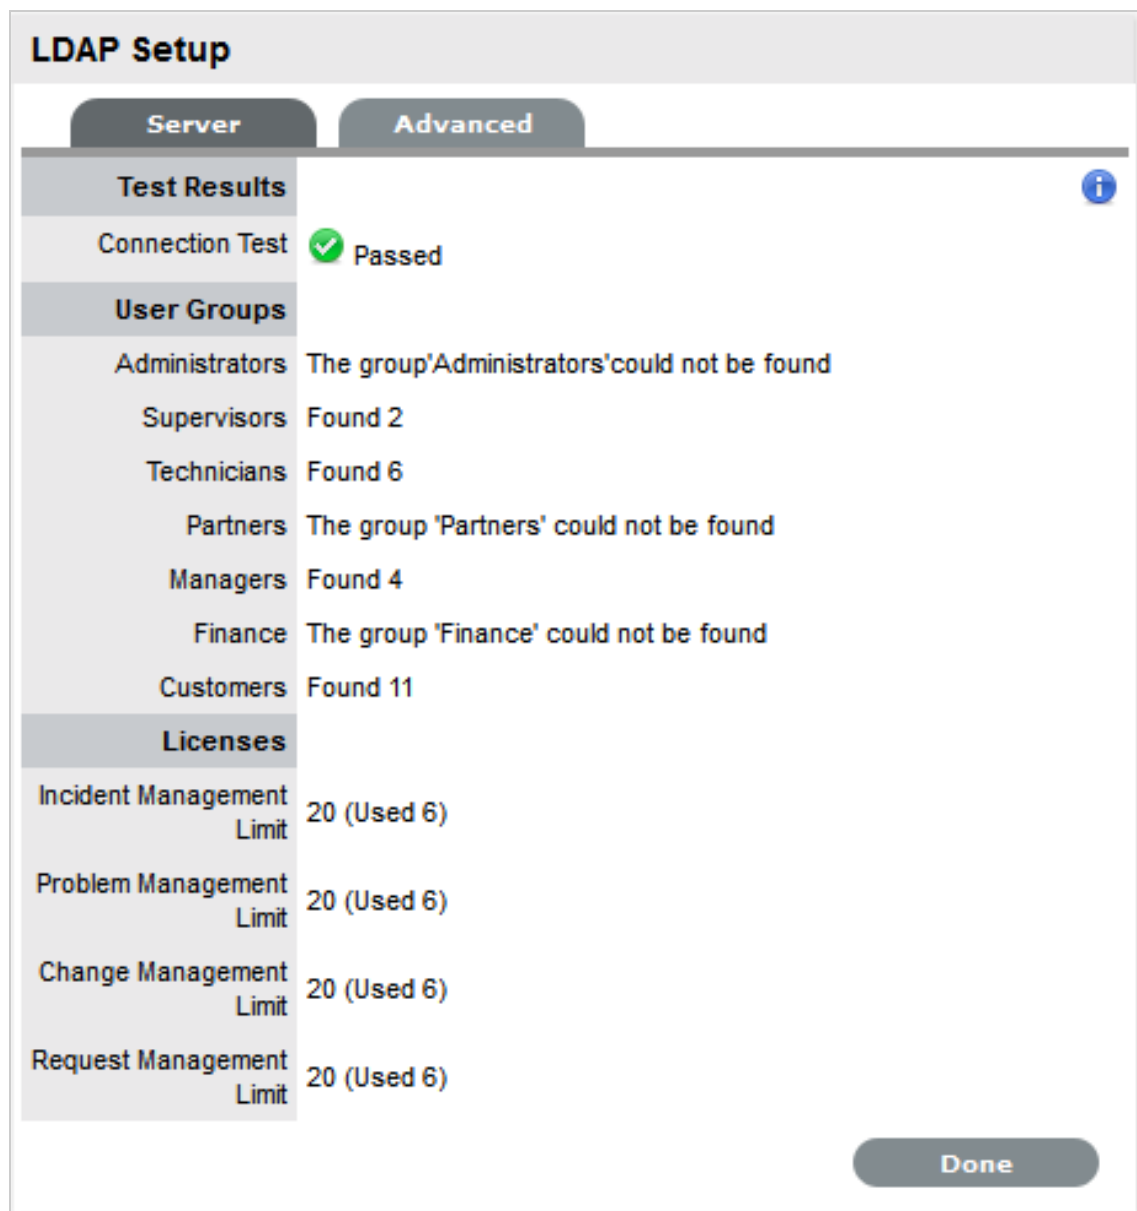 LDAP Setup
Server Advanced
Test Results
Connection Test Passed
User Groups
Administrators The group'Administrators'could not be found
Supervisors Found 2
Technicians Found 6
Partners The group 'Partners' could not be found
Managers Found 4
Finance The group 'Finance' could not be found
Customers Found 11
Licenses
Incident Management
Limit 20 (Used 6)
Problem Management
Limit 20 (Used 6)
Change Management
Limit 20 (Used 6)
Request Management
Limit 20 (Used 6)
Done